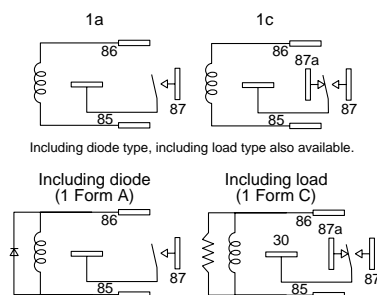 1a 1c
86 86
87a
87 87
85 85
Including diode type, including load type also available.
Including diode Including load
(1 Form A) (1 Form C)
86 86
87a
30
87 87
85 85